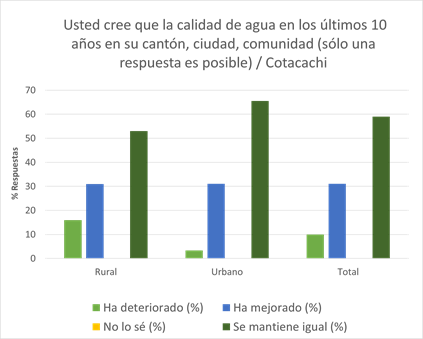 Usted cree que la calidad de agua en los últimos 10
años en su cantón, ciudad, comunidad (sólo una
respuesta es posible) / Cotacachi
% Respuestas
70
60
50
40
30
20
10
0
Rural Urbano Total
Ha deteriorado (%) Ha mejorado (%)
No lo sé (%) Se mantiene igual (%)